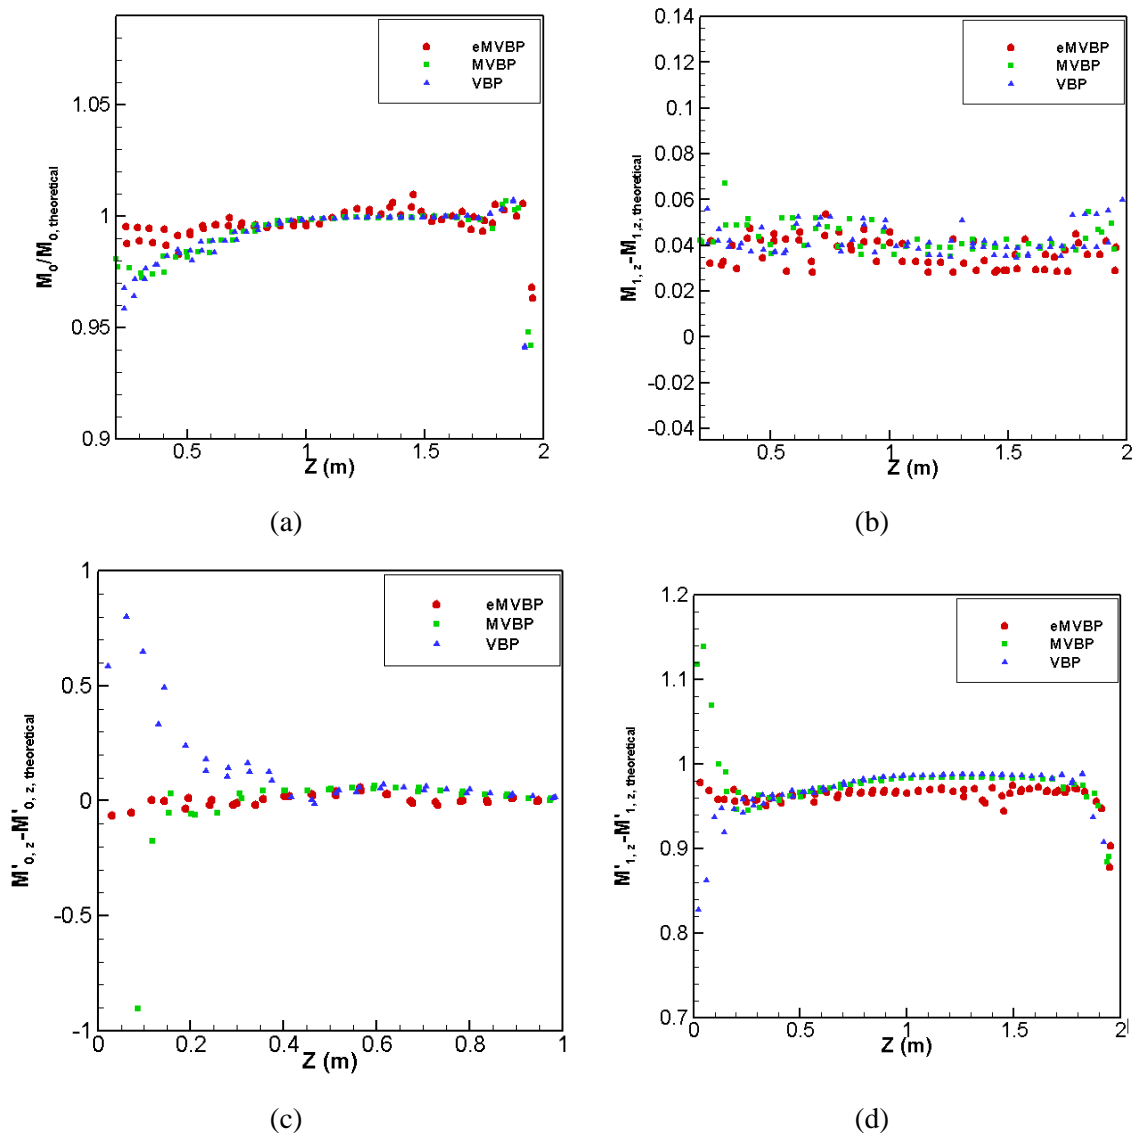 eMVBP
MVBP
VBP
1.05
1
0.95
0.9
0.5
1
1.5
2
Z (m)
M0/M0, theoretical
(a)
eMVBP
MVBP
VBP
0.14
0.12
0.1
0.08
0.06
0.04
0.02
0
-0.02
-0.04
0.5
1
1.5
2
Z (m)
M1, z-M1,z, theoretical
(b)
eMVBP
MVBP
VBP
1
0.5
0
-0.5
-1
0
0.2
0.4
0.6
0.8
1
Z (m)
M'0, z-M'0, z, theoretical
(c)
eMVBP
MVBP
VBP
1.2
1.1
1
0.9
0.8
0.7
0
0.5
1
1.5
2
Z (m)
M'1, z-M'1, z, theoretical
(d)